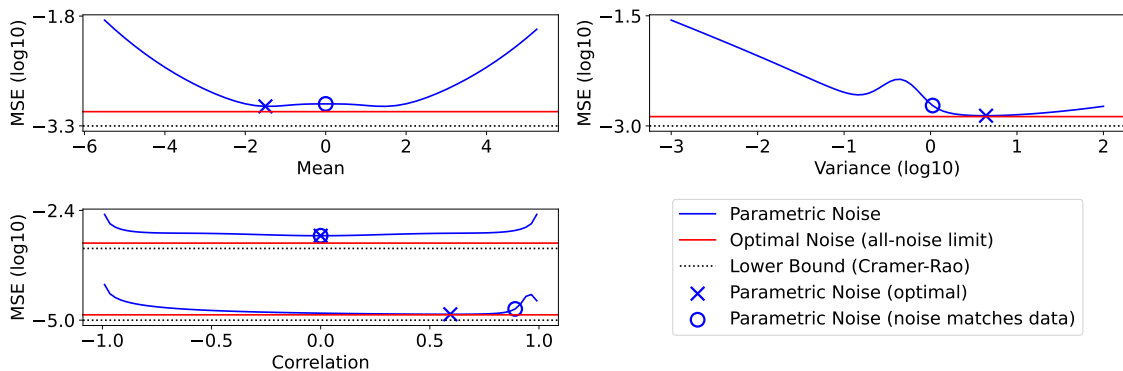 MSE (log10)
−1.8
−3.3
−6 −4 −2 0 2 4
Mean
MSE (log10)
−1.5
−3.0
−3 −2 −1 0 1 2
Variance (log10)
MSE (log10)
MSE (log10)
−2.4
−5.0
−1.0 −0.5 0.0 0.5 1.0
Correlation
Parametric Noise
Optimal Noise (all-noise limit)
Lower Bound (Cramer-Rao)
Parametric Noise (optimal)
Parametric Noise (noise matches data)